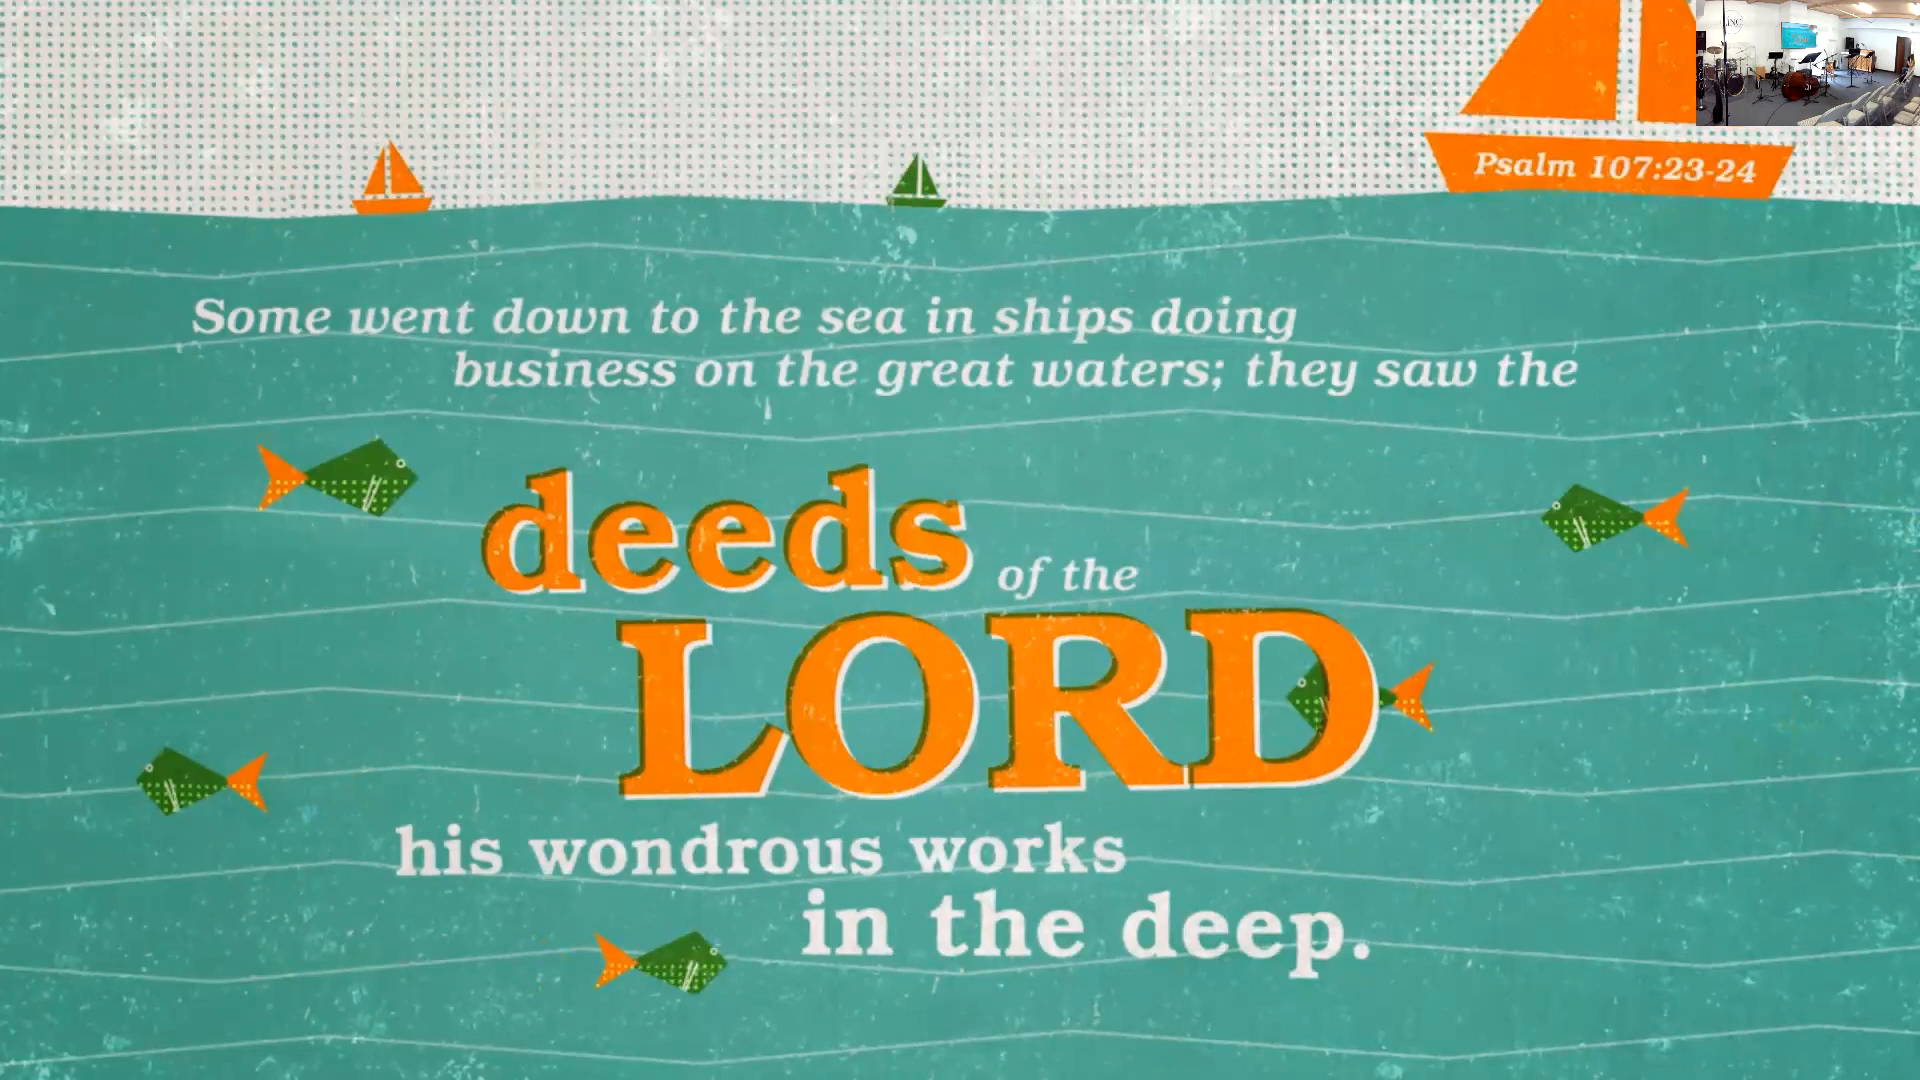 Psalm 107:23-24
Some went down to the sea in ships doing
business on the great waters; they saw the
deeds of the
LORD
his wondrous works
in the deep.